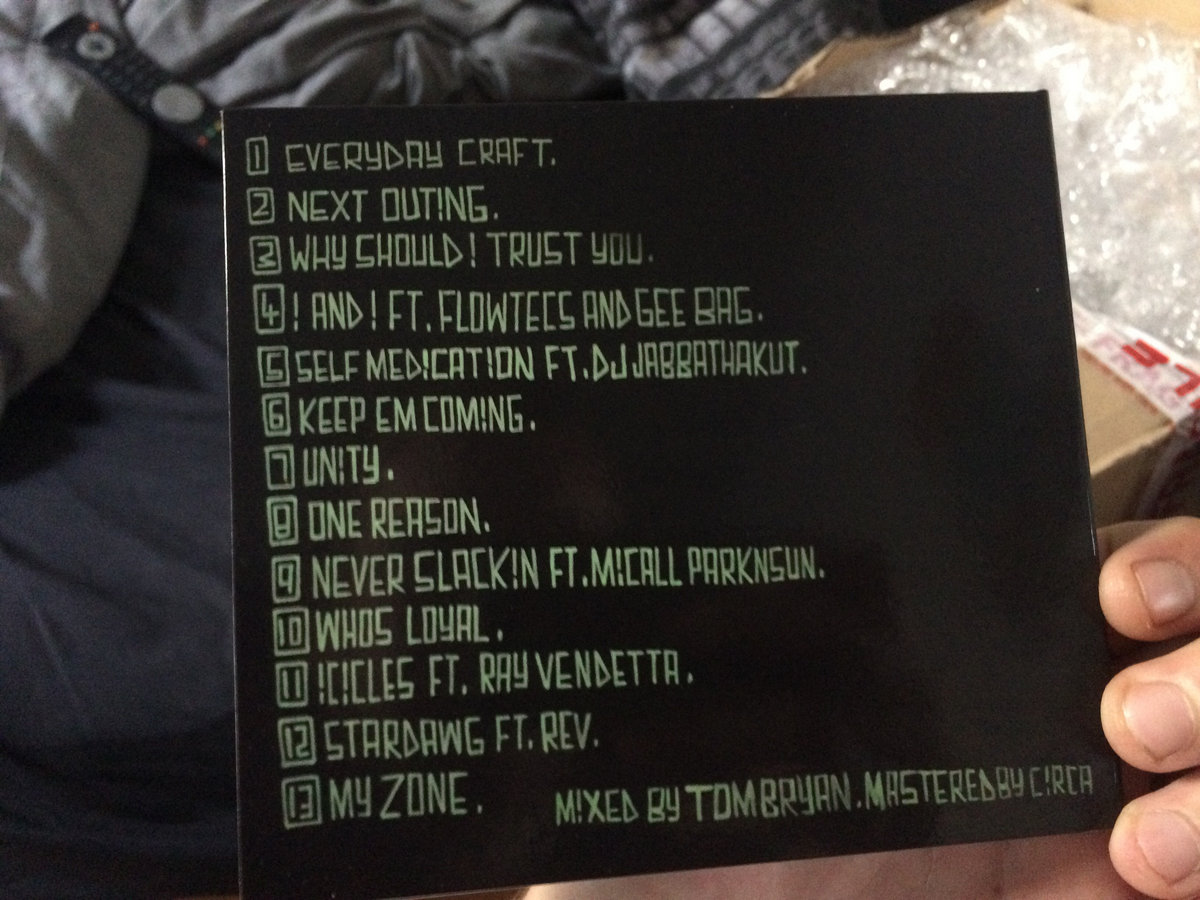 1 EVERYDAY CRAFT.
2 NEXT OUT!NG.
3 WHY SHOULD ! TRUST YOU.
4 ! AND ! FT. FLOWTECS AND GEE BAG.
5 SELF MED!CAT!ON FT. DJ JABBATHAKUT.
6 KEEP EM COM!NG.
7 UN!TY.
8 ONE REASON.
9 NEVER SLACK!N FT. M!CALL PARKNSUN.
10 WHOS LOYAL.
11 !C!CLES FT. RAY VENDETTA.
12 STARDAWG FT. REV.
13 MY ZONE.
M!XED BY TOM BRYAN. MASTERED BY C!RCA